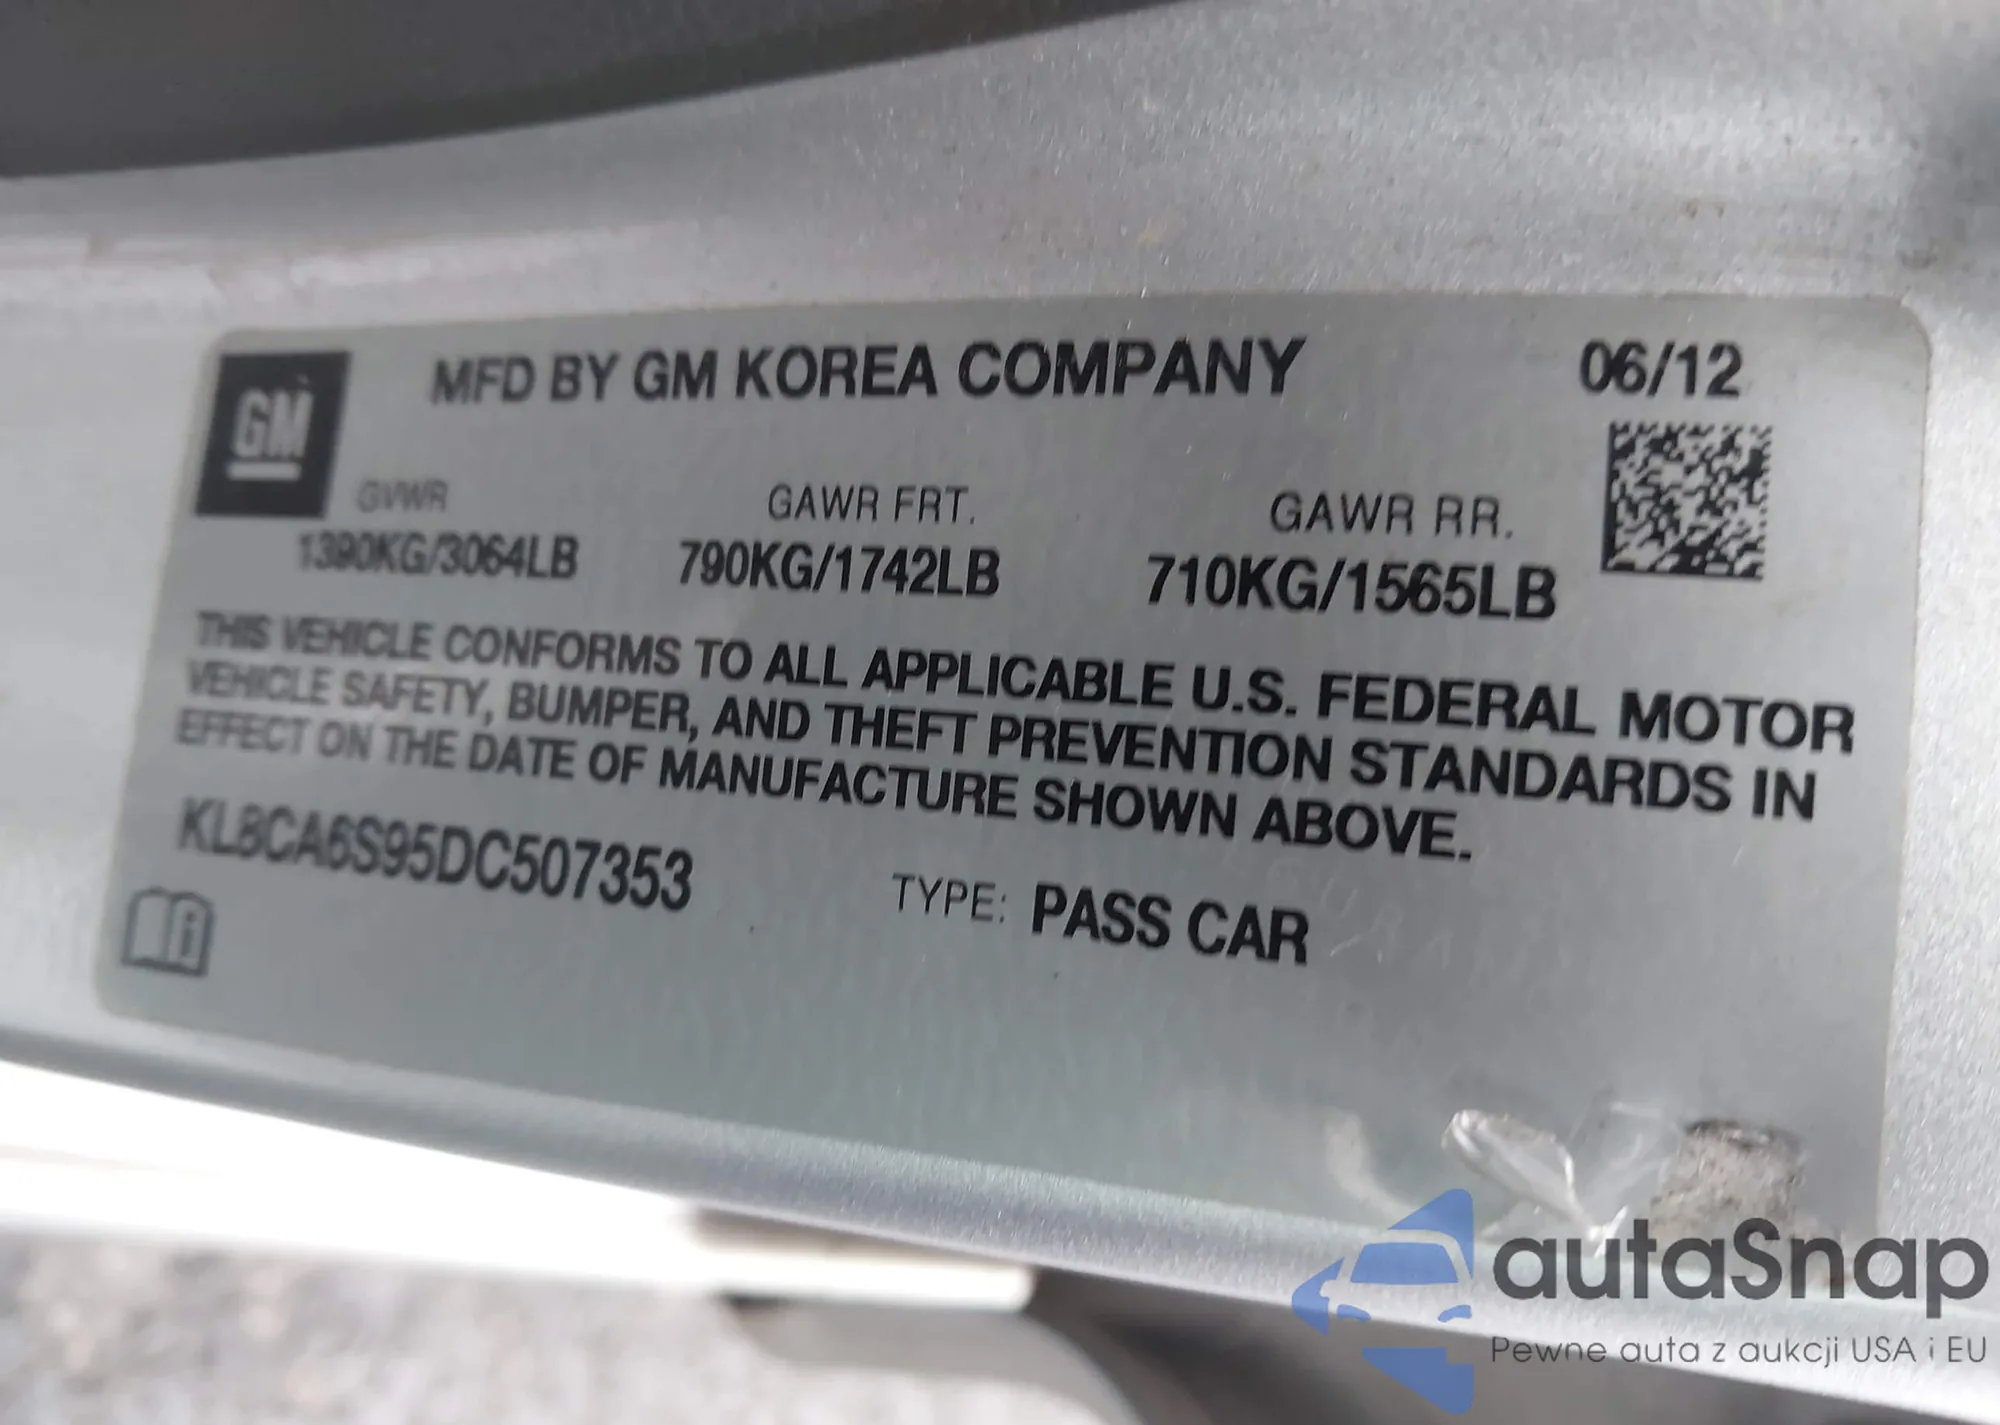 MFD BY GM KOREA COMPANY 06/12
GM
GVWR GAWR FRT. GAWR RR.
1390KG/3064LB 790KG/1742LB 710KG/1565LB
THIS VEHICLE CONFORMS TO ALL APPLICABLE U.S. FEDERAL MOTOR
VEHICLE SAFETY, BUMPER, AND THEFT PREVENTION STANDARDS IN
EFFECT ON THE DATE OF MANUFACTURE SHOWN ABOVE.
KL8CA6S95DC507353 TYPE: PASS CAR
autaSnap
Pewne auta z aukcji USA i EU